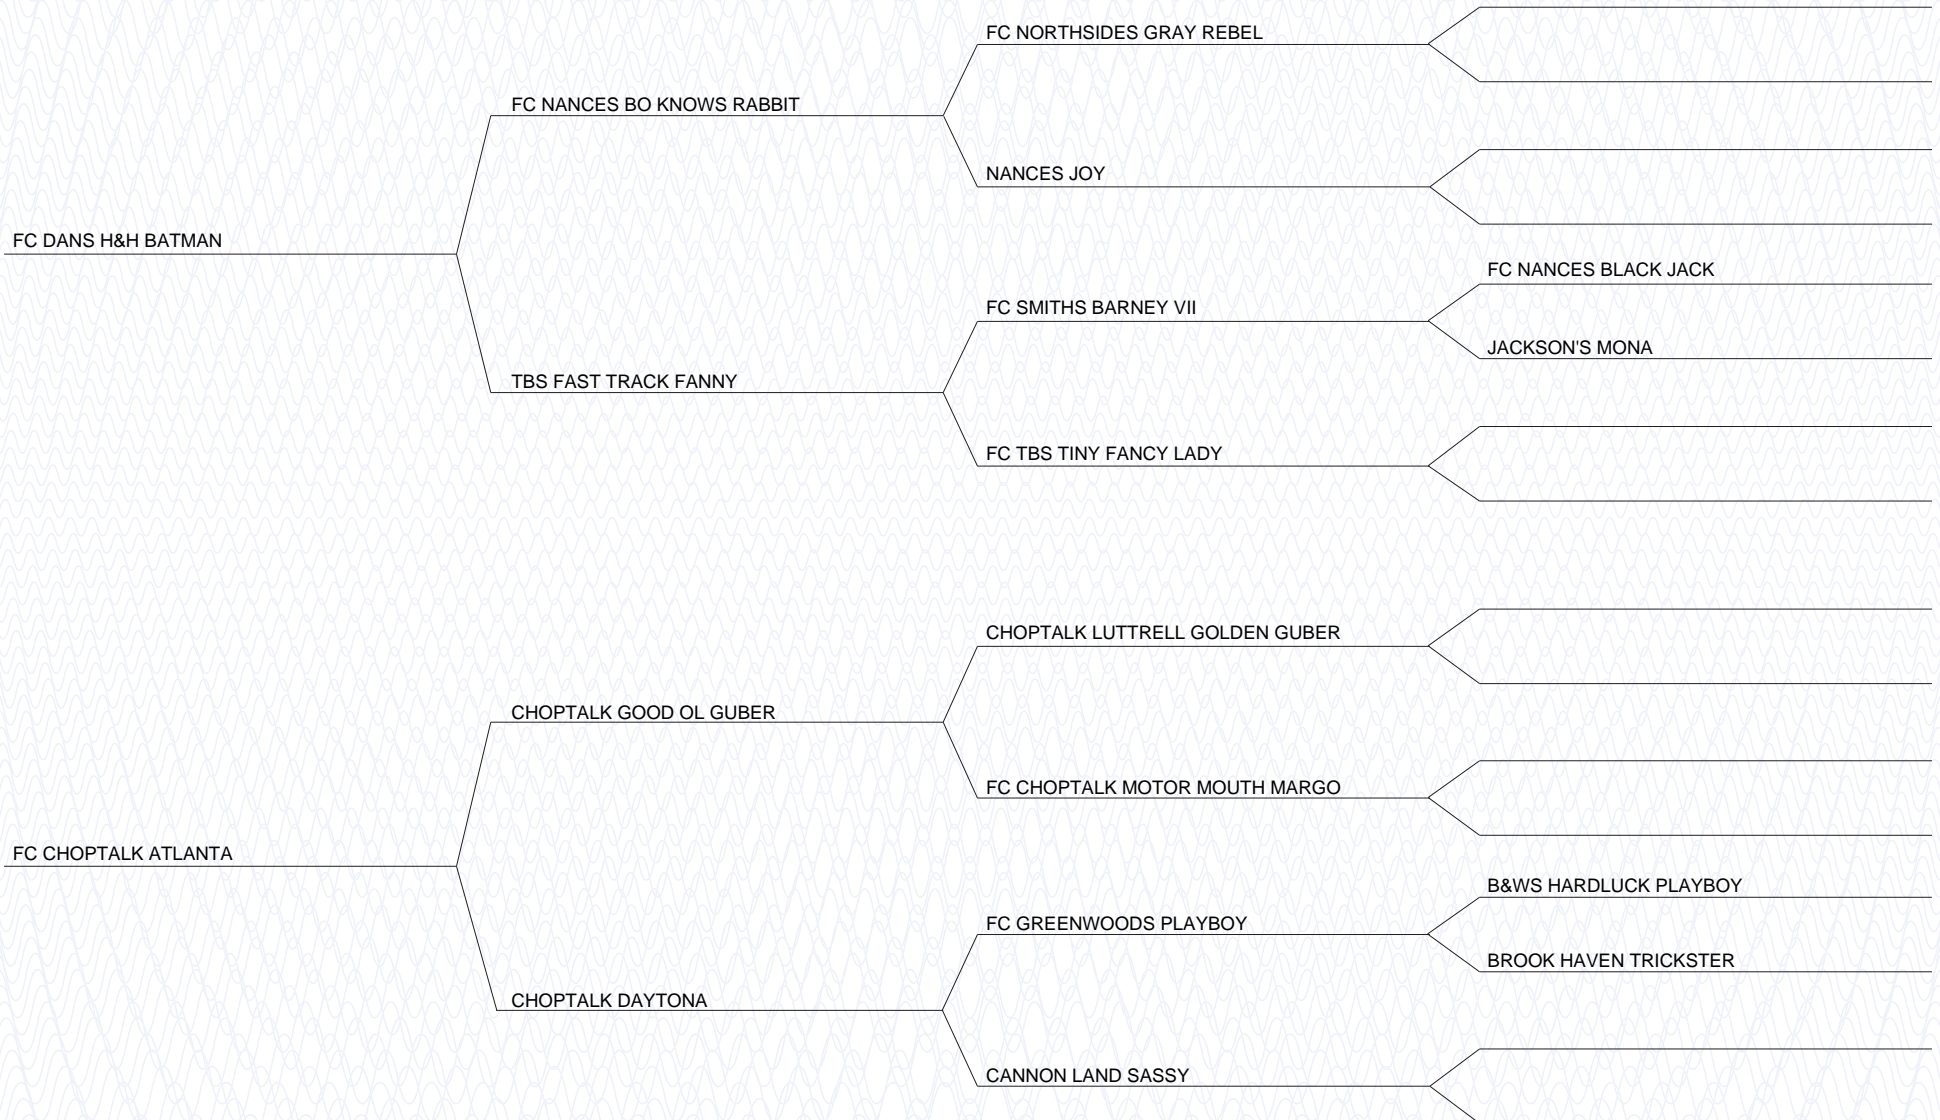 FC NORTHSIDES GRAY REBEL
FC NANCES BO KNOWS RABBIT
NANCES JOY
FC DANS H&H BATMAN
FC NANCES BLACK JACK
FC SMITHS BARNEY VII
JACKSON'S MONA
TBS FAST TRACK FANNY
FC TBS TINY FANCY LADY
CHOPTALK LUTTRELL GOLDEN GUBER
CHOPTALK GOOD OL GUBER
FC CHOPTALK MOTOR MOUTH MARGO
FC CHOPTALK ATLANTA
B&WS HARDLUCK PLAYBOY
FC GREENWOODS PLAYBOY
BROOK HAVEN TRICKSTER
CHOPTALK DAYTONA
CANNON LAND SASSY